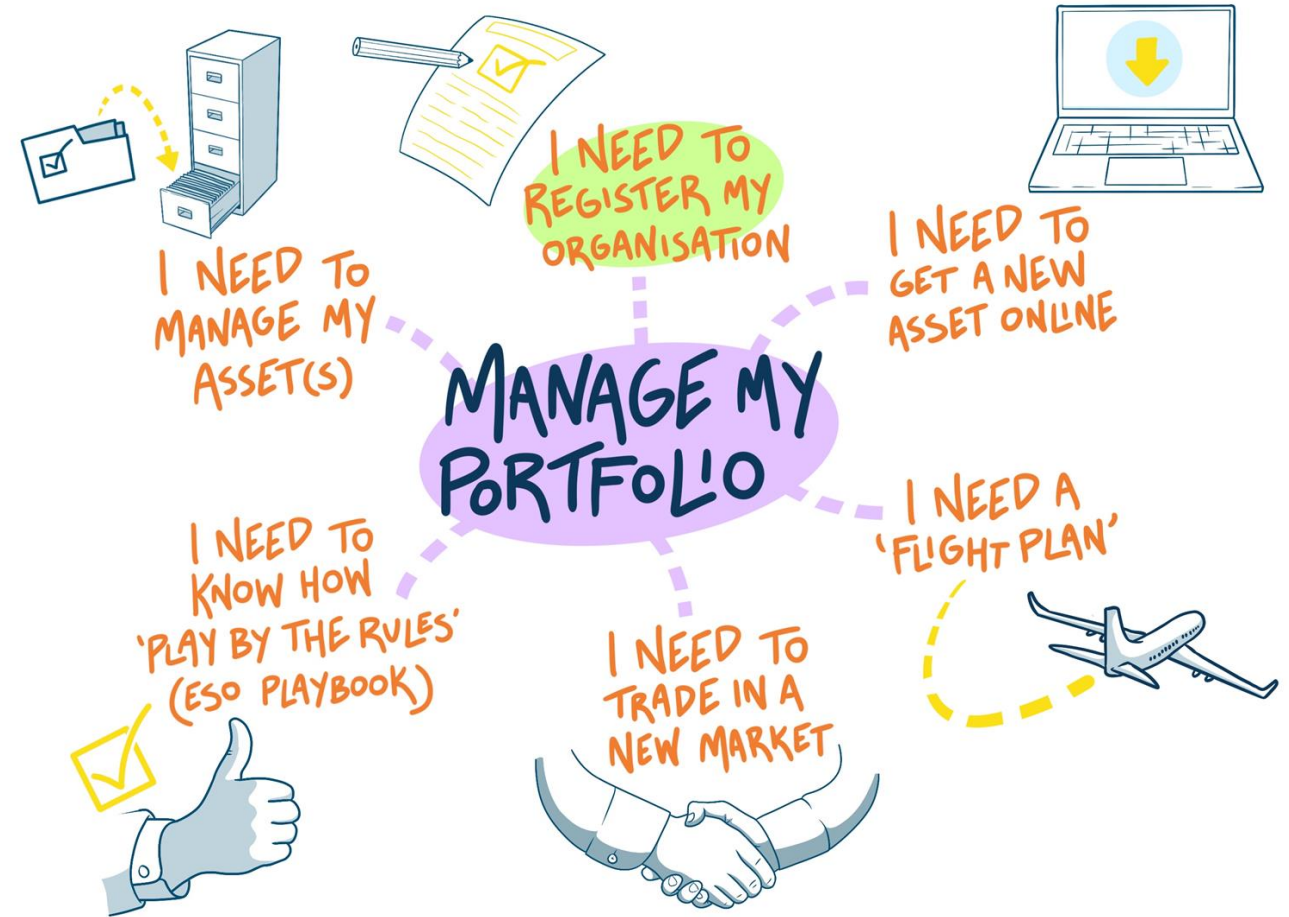 I NEED TO
REGISTER MY
ORGANISATION
I NEED TO
GET A NEW
ASSET ONLINE
I NEED TO
MANAGE MY
ASSET(S)
MANAGE MY
PORTFOLIO
I NEED A
'FLIGHT PLAN'
I NEED TO
KNOW HOW
'PLAY BY THE RULES'
(ESO PLAYBOOK)
I NEED TO
TRADE IN A
NEW MARKET